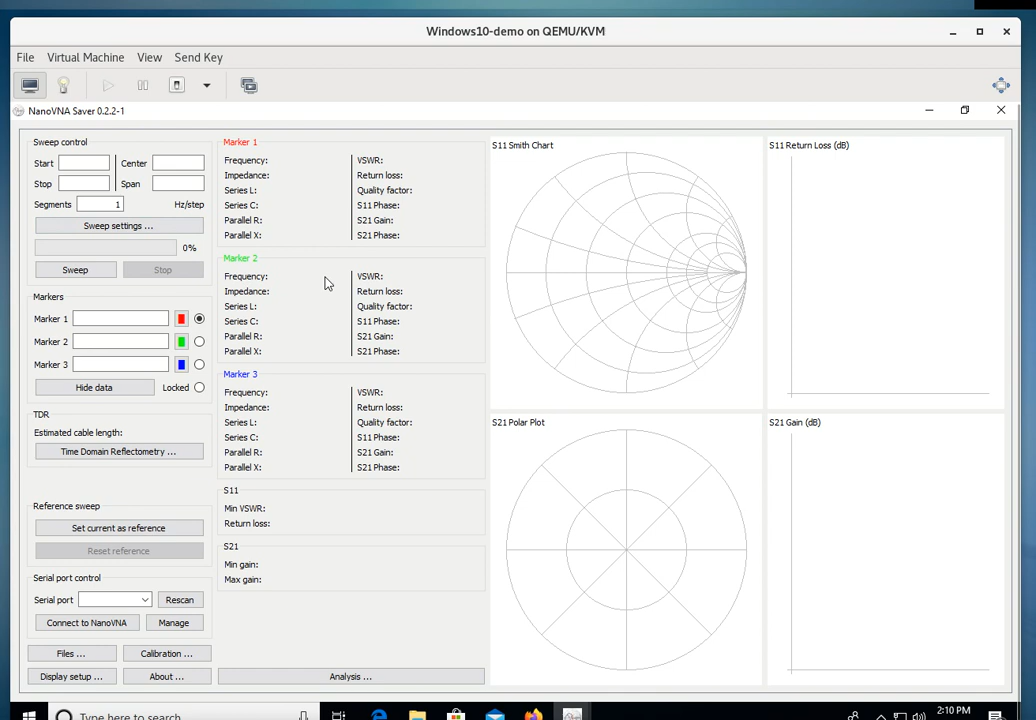 Windows10-demo on QEMU/KVM
File Virtual Machine View Send Key
NanoVNA Saver 0.2.2-1
Sweep control
Start
Center
Stop
Span
Segments 1 Hz/step
Sweep settings ...
0%
Sweep Stop
Markers
Marker 1
Marker 2
Marker 3
Hide data Locked
TDR
Estimated cable length:
Time Domain Reflectometry ...
Reference sweep
Set current as reference
Reset reference
Serial port control
Serial port Rescan
Connect to NanoVNA Manage
Files ... Calibration ...
Display setup ... About ...
Marker 1
Frequency: VSWR:
Impedance: Return loss:
Series L: Quality factor:
Series C: S11 Phase:
Parallel R: S21 Gain:
Parallel X: S21 Phase:
Marker 2
Frequency: VSWR:
Impedance: Return loss:
Series L: Quality factor:
Series C: S11 Phase:
Parallel R: S21 Gain:
Parallel X: S21 Phase:
Marker 3
Frequency: VSWR:
Impedance: Return loss:
Series L: Quality factor:
Series C: S11 Phase:
Parallel R: S21 Gain:
Parallel X: S21 Phase:
S11
Min VSWR:
Return loss:
S21
Min gain:
Max gain:
Analysis ...
S11 Smith Chart
S11 Return Loss (dB)
S21 Polar Plot
S21 Gain (dB)
Type here to search
2:10 PM